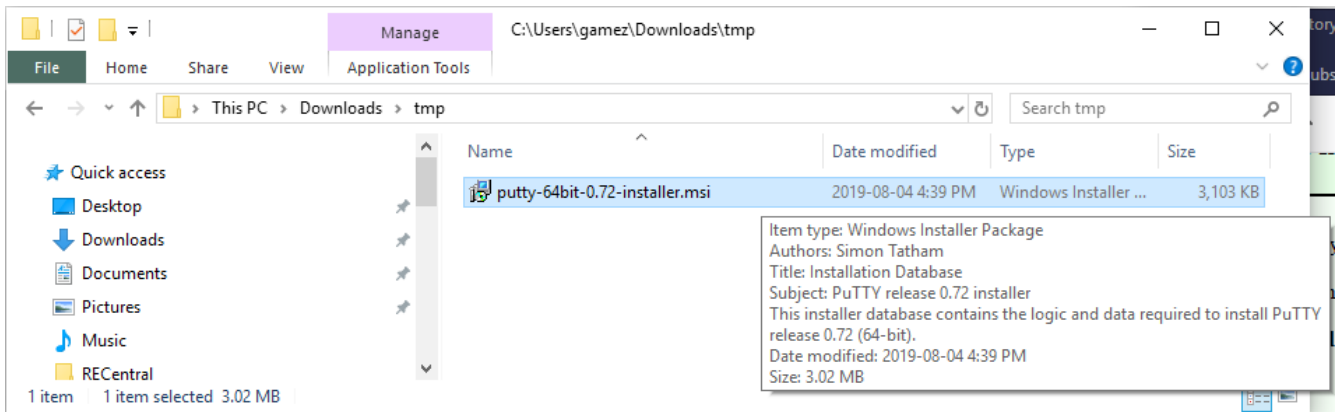 Manage
C:\Users\gamez\Downloads\tmp
File Home Share View Application Tools
This PC > Downloads > tmp
Search tmp
Name Date modified Type Size
Quick access
putty-64bit-0.72-installer.msi 2019-08-04 4:39 PM Windows Installer ... 3,103 KB
Desktop
Downloads
Documents
Pictures
Music
RECentral
Item type: Windows Installer Package
Authors: Simon Tatham
Title: Installation Database
Subject: PuTTY release 0.72 installer
This installer database contains the logic and data required to install PuTTY
release 0.72 (64-bit).
Date modified: 2019-08-04 4:39 PM
Size: 3.02 MB
1 item 1 item selected 3.02 MB